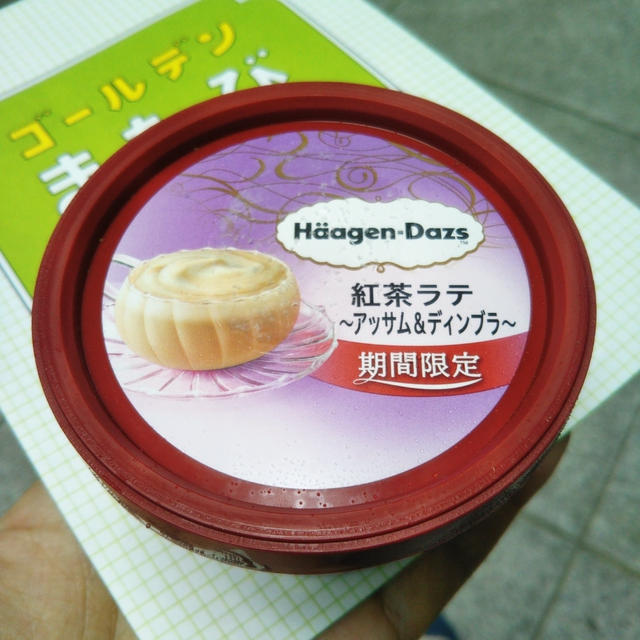 ゴールデン
Häagen-Dazs
紅茶ラテ
~アッサム&ディンブラ~
期間限定